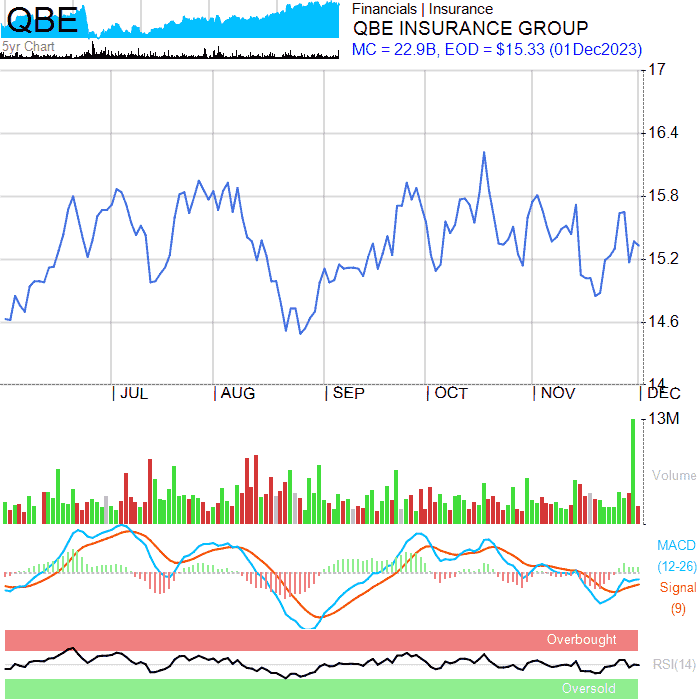 QBE
5yr Chart
Financials | Insurance
QBE INSURANCE GROUP
MC = 22.9B, EOD = $15.33 (01Dec2023)
17
16.4
15.8
15.2
14.6
14
| JUL | AUG | SEP | OCT | NOV | DEC
13M
Volume
MACD
(12-26)
Signal
(9)
Overbought
RSI(14)
Oversold